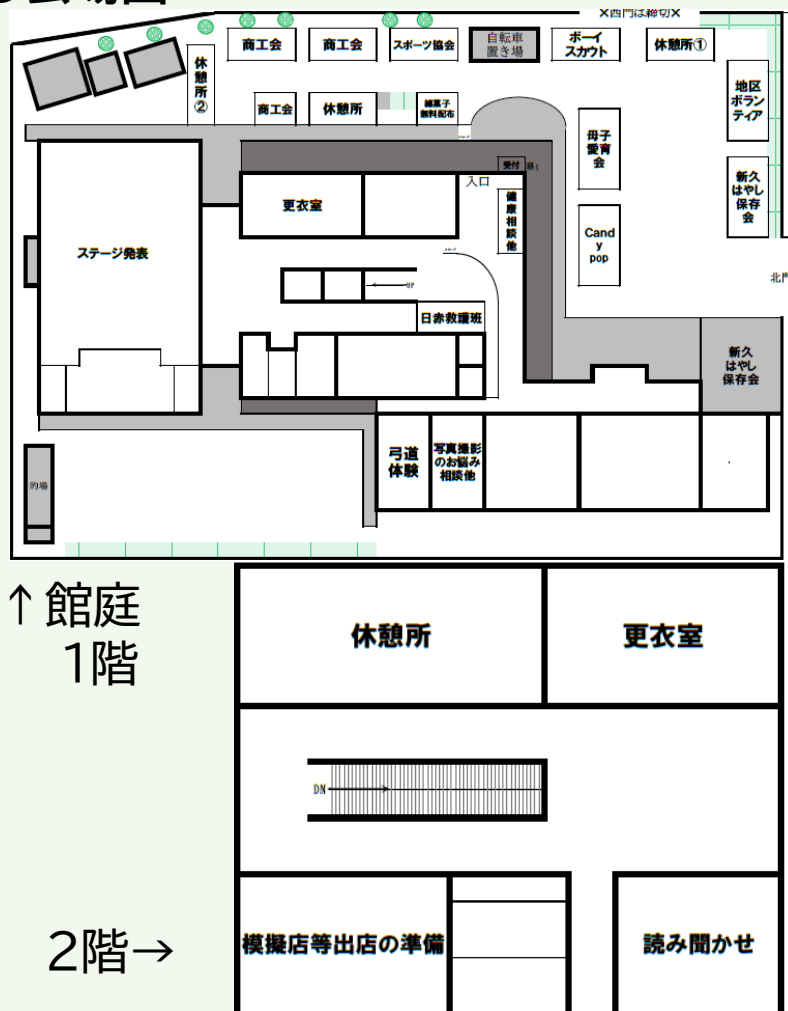 ✕西門は締切✕
商工会
商工会
スポーツ協会
自転車
置き場
ボーイ
スカウト
休憩所①
休憩所②
商工会
休憩所
綿菓子
無料配布
地区
ボラン
ティア
母子
愛育
会
新久
はやし
保存
会
受付
入口
更衣室
健康相談他
ステージ発表
Cand
y
pop
北門
UP
日赤救護班
新久
はやし
保存会
弓道
体験
写真撮影
のお悩み
相談他
的場
↑館庭
1階
休憩所
更衣室
DN
2階→
模擬店等出店の準備
読み聞かせ